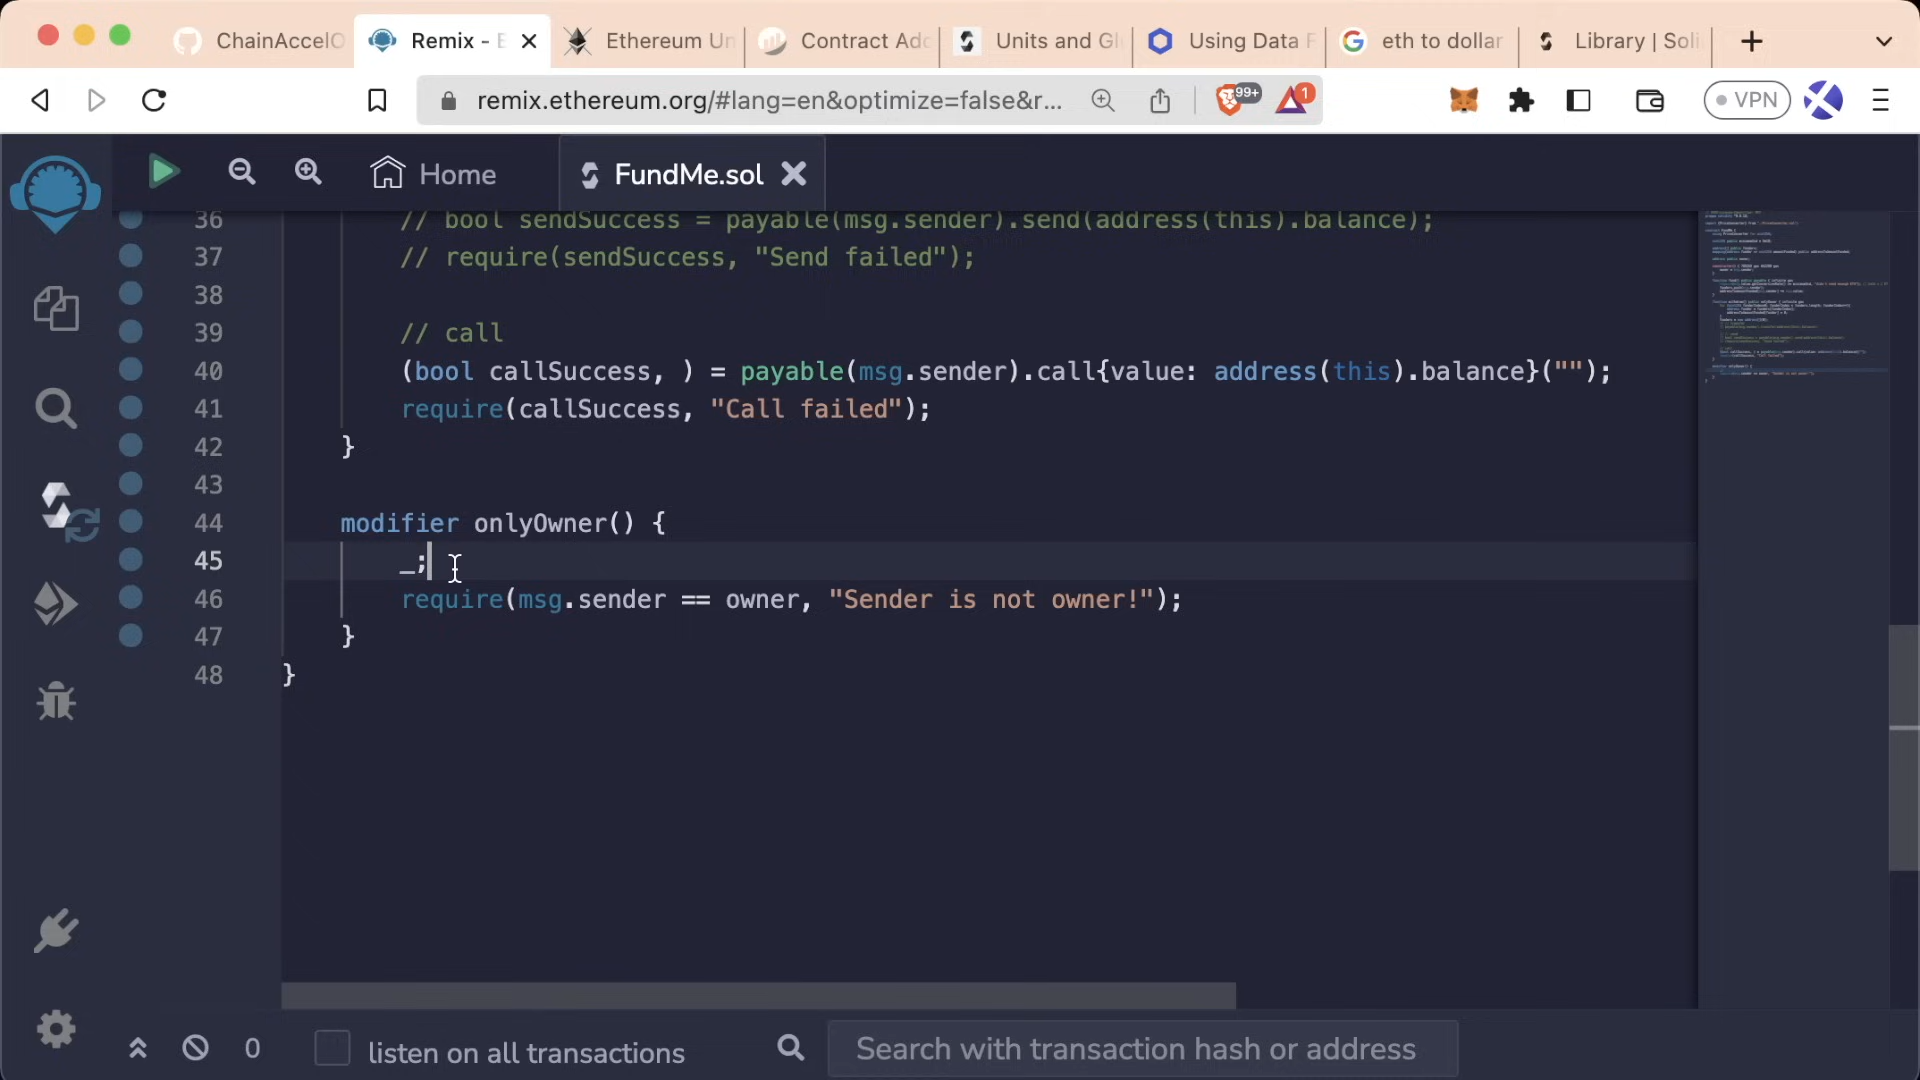 ChainAccelO
Remix - E
Ethereum Un
Contract Add
Units and Gl
Using Data F
eth to dollar
Library | Soli
remix.ethereum.org/#lang=en&optimize=false&r...
99+
1
VPN
Home
FundMe.sol
36 // bool sendSuccess = payable(msg.sender).send(address(this).balance);
37 // require(sendSuccess, "Send failed");
38
39 // call
40 (bool callSuccess, ) = payable(msg.sender).call{value: address(this).balance}("");
41 require(callSuccess, "Call failed");
42 }
43
44 modifier onlyOwner() {
45 _;
46 require(msg.sender == owner, "Sender is not owner!");
47 }
48 }
0
listen on all transactions
Search with transaction hash or address